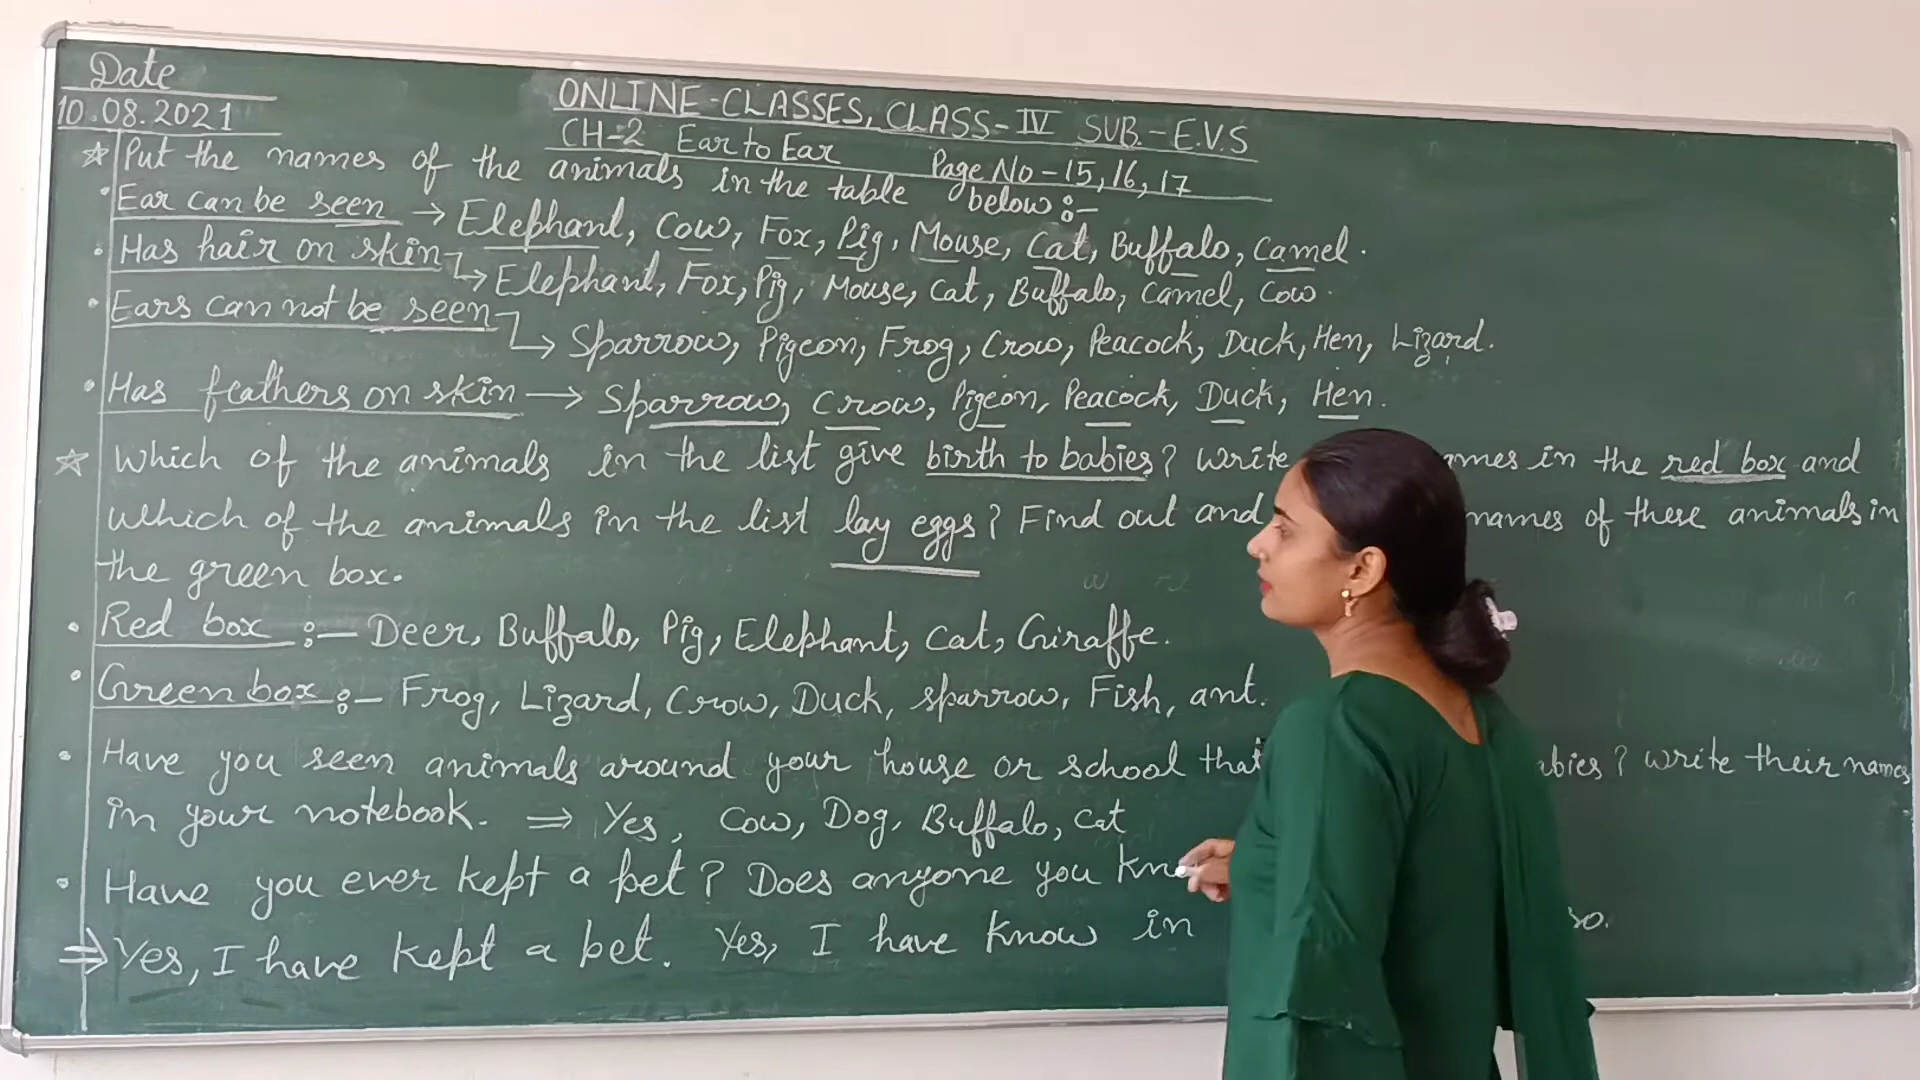 Date
10.08.2021
ONLINE-CLASSES, CLASS-IV SUB.-E.V.S
CH-2 Ear to Ear Page No-15,16,17
Put the names of the animals in the table below:-
Ear can be seen → Elephant, Cow, Fox, Pig, Mouse, Cat, Buffalo, Camel.
Has hair on skin → Elephant, Fox, Pig, Mouse, Cat, Buffalo, Camel, Cow.
Ears can not be seen → Sparrow, Pigeon, Frog, Crow, Peacock, Duck, Hen, Lizard.
Has feathers on skin → Sparrow, Crow, Pigeon, Peacock, Duck, Hen.
Which of the animals in the list give birth to babies? Write names in the red box and
Which of the animals in the list lay eggs? Find out and names of these animals in
the green box.
Red box :- Deer, Buffalo, Pig, Elephant, Cat, Giraffe.
Green box :- Frog, Lizard, Crow, Duck, sparrow, Fish, ant.
Have you seen animals around your house or school that babies? Write their names
in your notebook. ⇒ Yes, Cow, Dog, Buffalo, Cat
Have you ever kept a pet? Does anyone you
⇒ Yes, I have kept a pet. Yes, I have know in